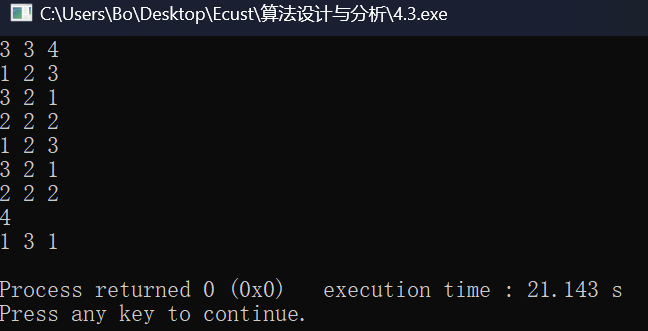 C:\Users\Bo\Desktop\Ecust\算法设计与分析\4.3.exe
3 3 4
1 2 3
3 2 1
2 2 2
1 2 3
3 2 1
2 2 2
4
1 3 1
Process returned 0 (0x0)   execution time : 21.143 s
Press any key to continue.